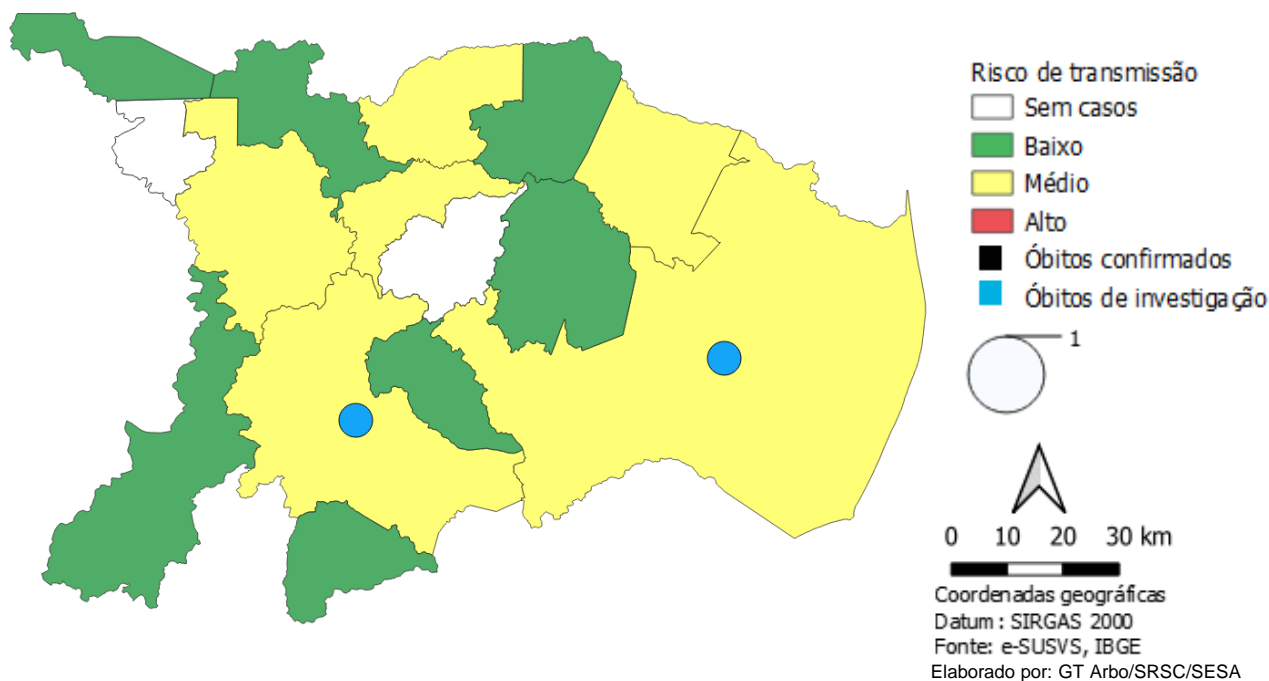 Risco de transmissão
Sem casos
Baixo
Médio
Alto
Óbitos confirmados
Óbitos de investigação
1
0 10 20 30 km
Coordenadas geográficas
Datum : SIRGAS 2000
Fonte: e-SUSVS, IBGE
Elaborado por: GT Arbo/SRSC/SESA